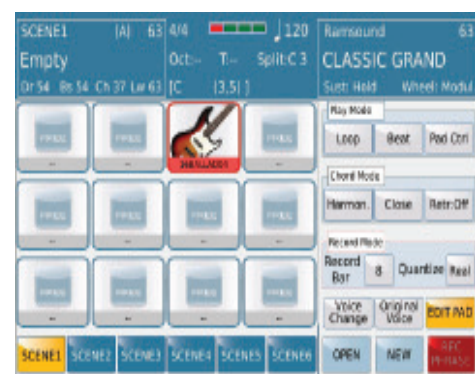 SCENE1 (A) 63 4/4 120
Empty Oct:-- T:-- Split:C 3
Dr 54 Bs 54 Ch 37 Lw 63 [C (3,5) ]
Ramsound 63
CLASSIC GRAND
Sust: Hold Wheel: Modul
Play Mode
Loop Beat Pad Ctrl
Chord Mode
Harmon. Close Retr:Off
Record Mode
Record Bar 8 Quantize Real
Voice Change Original Voice EDIT PAD
SCENE1 SCENE2 SCENE3 SCENE4 SCENE5 SCENE6 OPEN NEW REC PHRASE